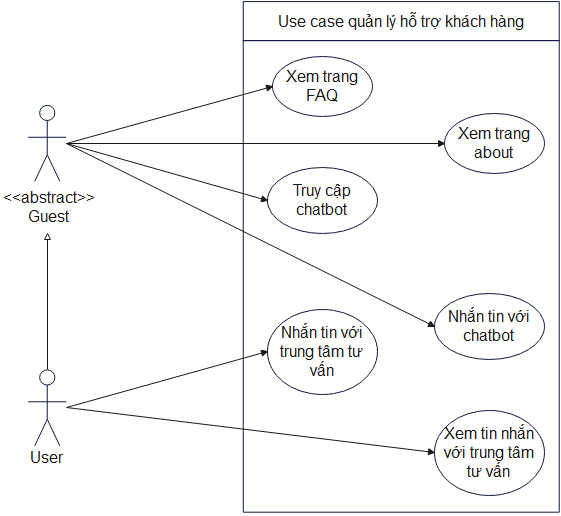 Use case quản lý hỗ trợ khách hàng
Xem trang
FAQ
Xem trang
about
<<abstract>>
Guest
Truy cập
chatbot
Nhắn tin với
chatbot
Nhắn tin với
trung tâm tư
vấn
User
Xem tin nhắn
với trung tâm
tư vấn